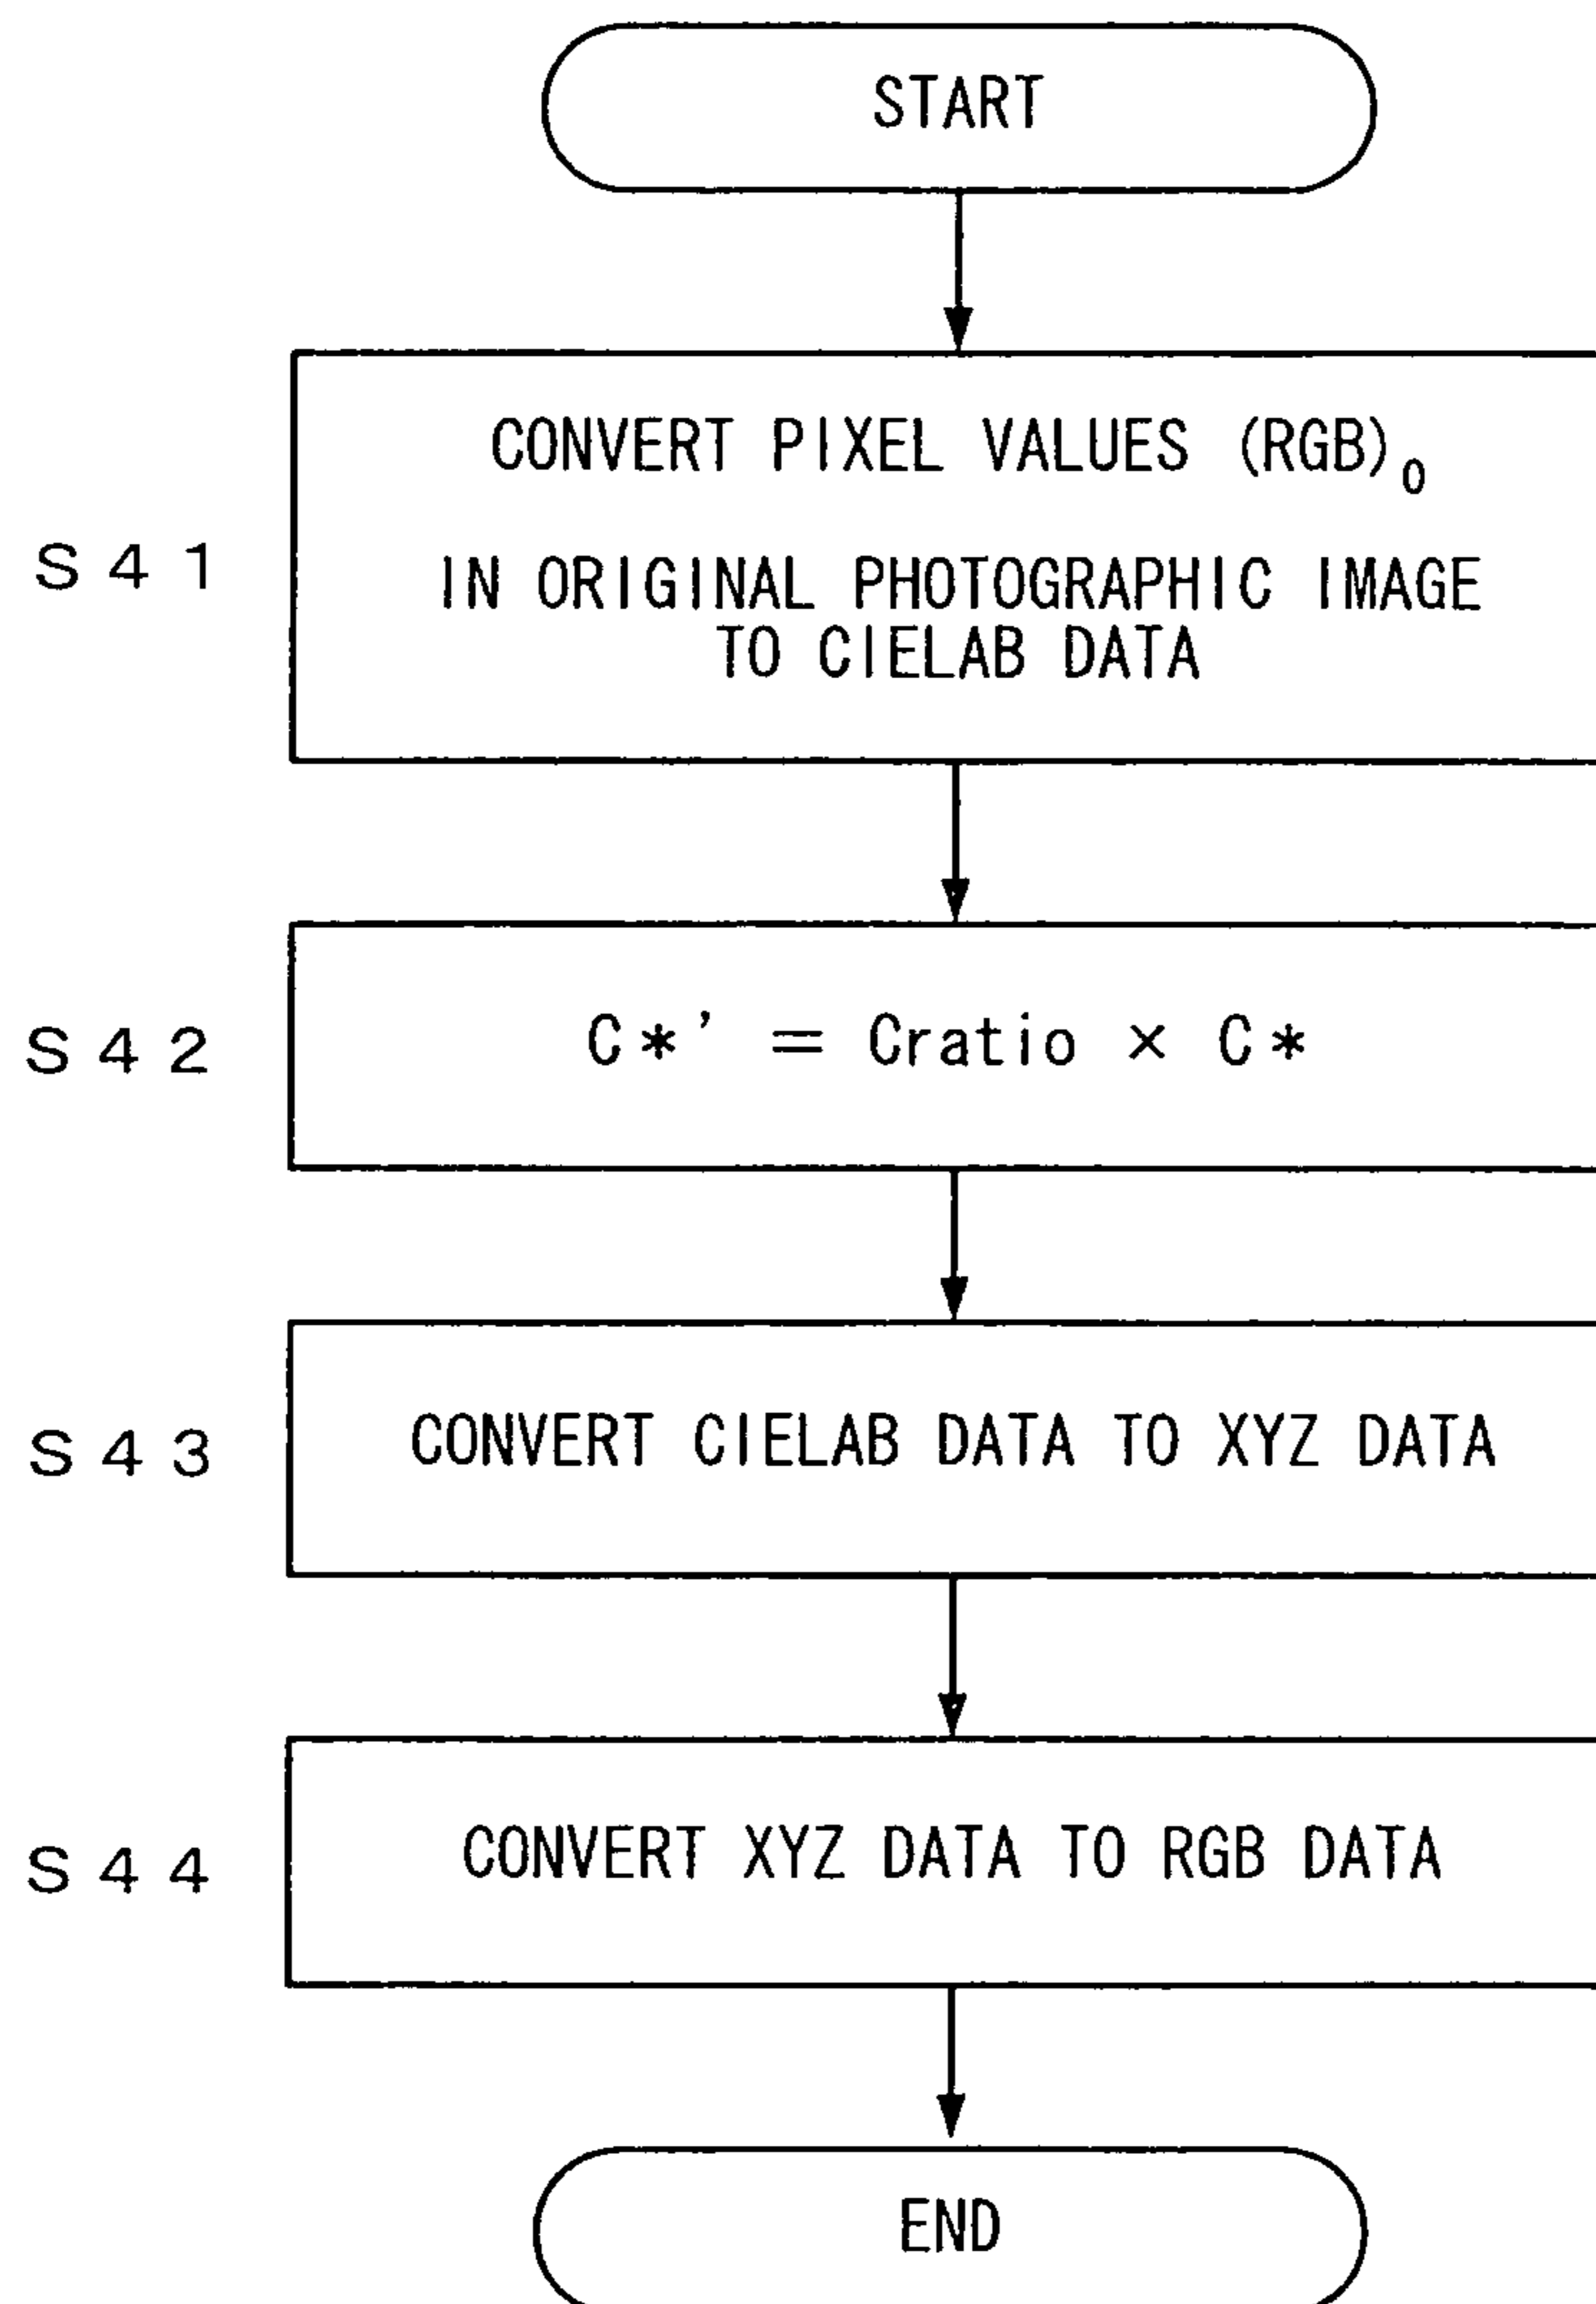 START
S41
CONVERT PIXEL VALUES (RGB)₀
IN ORIGINAL PHOTOGRAPHIC IMAGE
TO CIELAB DATA
S42
C*' = Cratio × C*
S43
CONVERT CIELAB DATA TO XYZ DATA
S44
CONVERT XYZ DATA TO RGB DATA
END